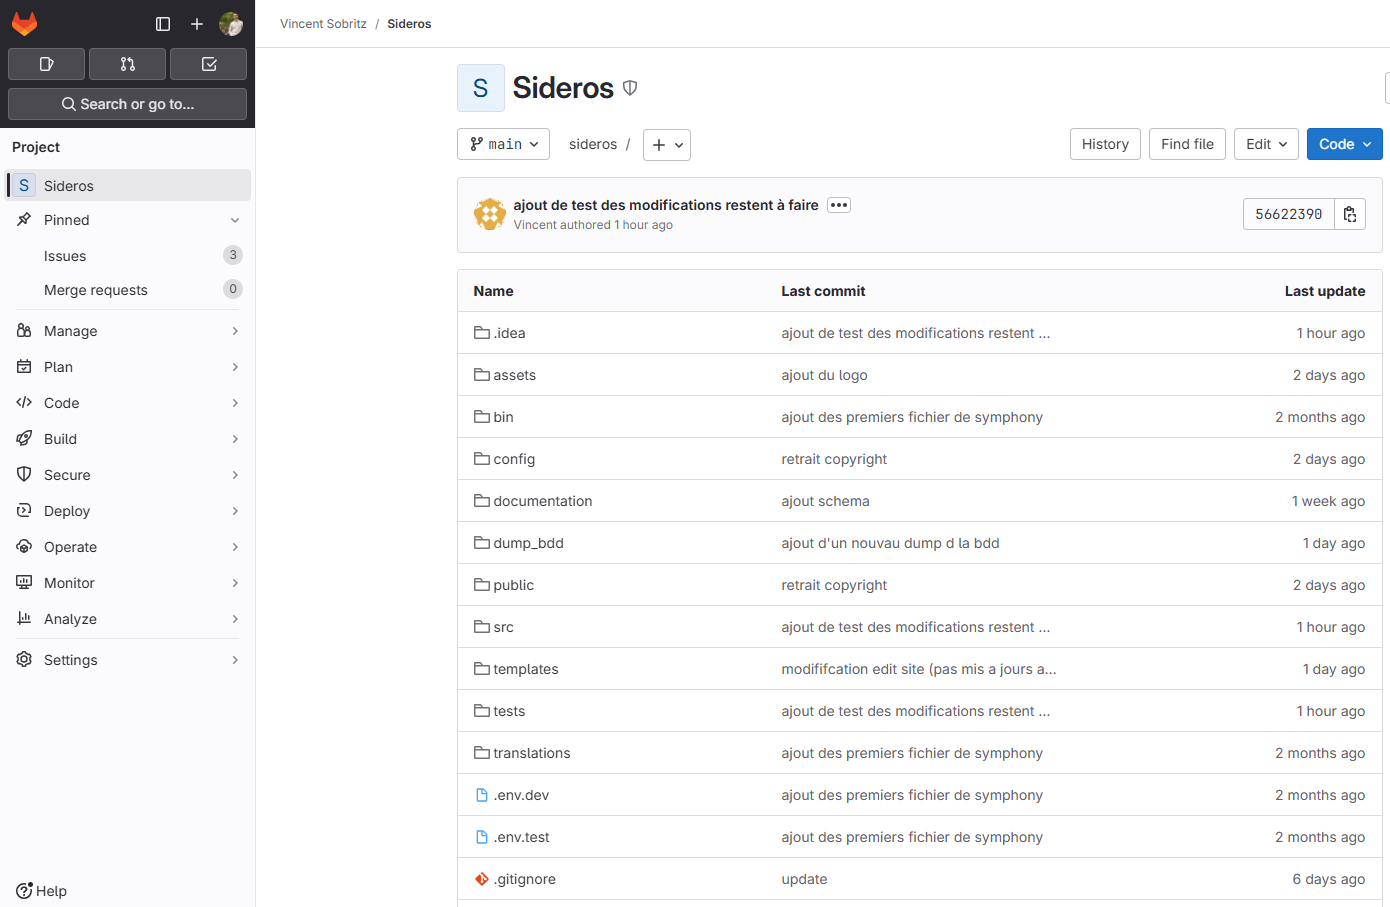 Vincent Sobritz / Sideros
Search or go to...
Project
S Sideros
Pinned
Issues 3
Merge requests 0
Manage
Plan
Code
Build
Secure
Deploy
Operate
Monitor
Analyze
Settings
Help
S Sideros
main sideros / History Find file Edit Code
ajout de test des modifications restent à faire
Vincent authored 1 hour ago
56622390
Name Last commit Last update
.idea ajout de test des modifications restent ... 1 hour ago
assets ajout du logo 2 days ago
bin ajout des premiers fichier de symphony 2 months ago
config retrait copyright 2 days ago
documentation ajout schema 1 week ago
dump_bdd ajout d'un nouvau dump d la bdd 1 day ago
public retrait copyright 2 days ago
src ajout de test des modifications restent ... 1 hour ago
templates modififcation edit site (pas mis a jours a... 1 day ago
tests ajout de test des modifications restent ... 1 hour ago
translations ajout des premiers fichier de symphony 2 months ago
.env.dev ajout des premiers fichier de symphony 2 months ago
.env.test ajout des premiers fichier de symphony 2 months ago
.gitignore update 6 days ago